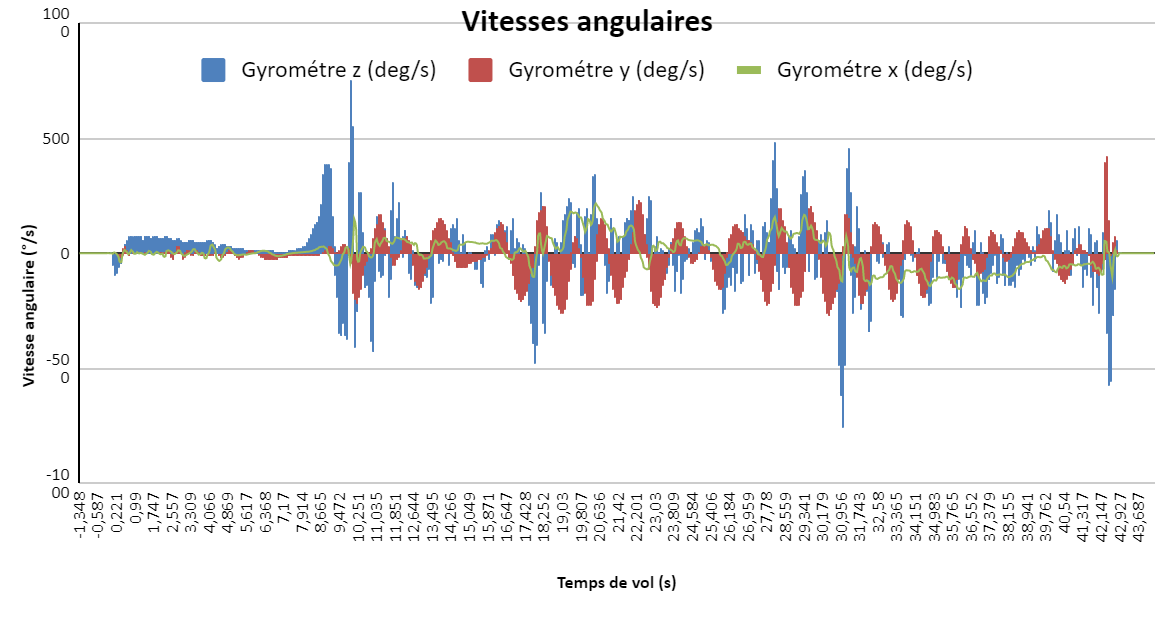 Vitesses angulaires
Gyrométre z (deg/s) Gyrométre y (deg/s) Gyrométre x (deg/s)
100
0
500
0
-50
0
-10
00
Vitesse angulaire (°/s)
-1,348 -0,587 0,221 0,99 1,747 2,557 3,309 4,066 4,869 5,617 6,368 7,17 7,914 8,665 9,472 10,251 11,035 11,851 12,644 13,495 14,266 15,049 15,871 16,647 17,428 18,252 19,03 19,807 20,636 21,42 22,201 23,03 23,809 24,584 25,406 26,184 26,959 27,78 28,559 29,341 30,179 30,956 31,743 32,58 33,365 34,151 34,983 35,765 36,552 37,379 38,155 38,941 39,762 40,54 41,317 42,147 42,927 43,687
Temps de vol (s)